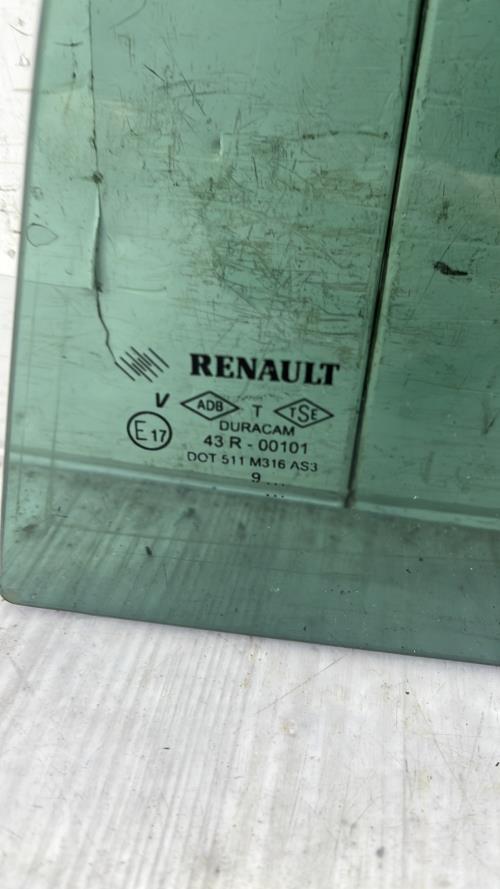 RENAULT
V ADB T TSE
DURACAM
E17 43 R - 00101
DOT 511 M316 AS3
9 ...
...